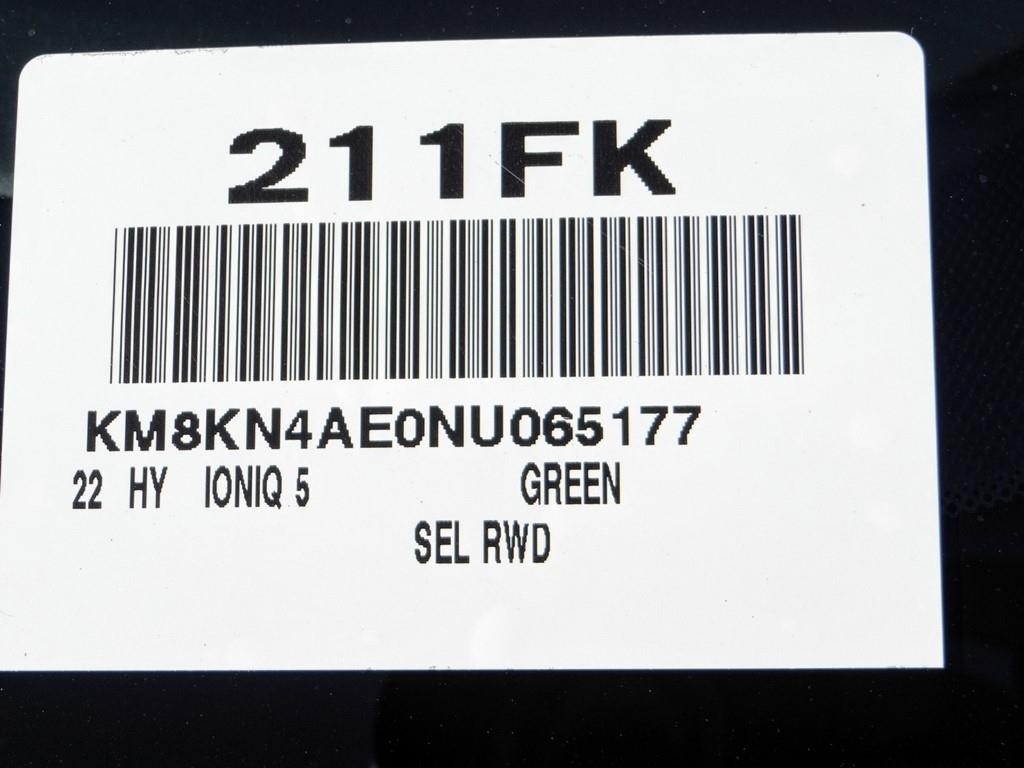 211FK
KM8KN4AE0NU065177
22 HY IONIQ 5 GREEN
SEL RWD